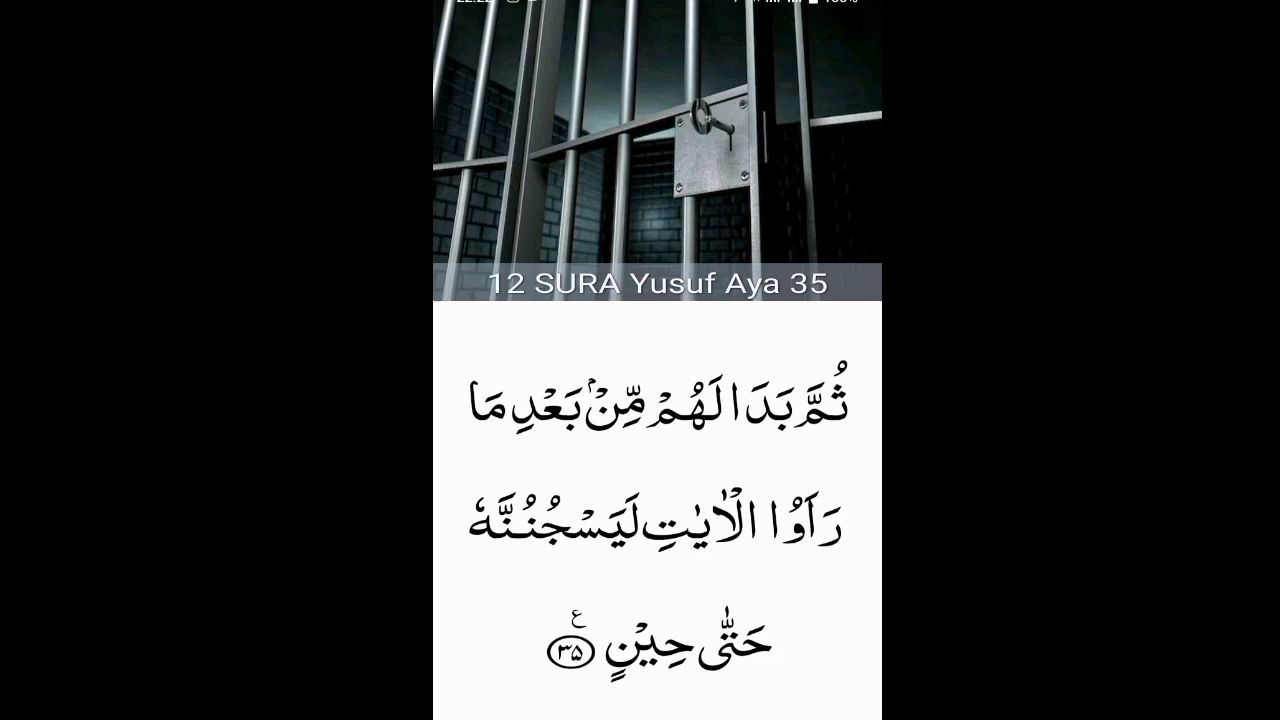 12 SURA Yusuf Aya 35
ثُمَّ بَدَا لَهُمْ مِّنْۢ بَعْدِ مَا
رَاَوُا الْاٰيٰتِ لَيَسْجُنُنَّهٗ
حَتّٰى حِيْنٍ ࣖ ۝۳۵